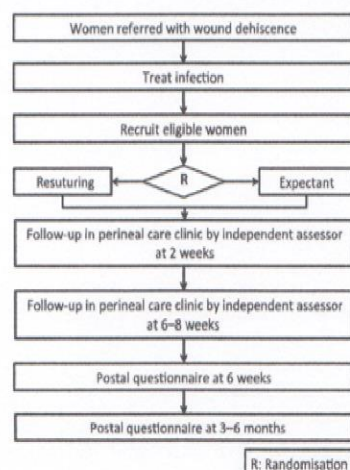 Women referred with wound dehiscence
Treat infection
Recruit eligible women
Resuturing
R
Expectant
Follow-up in perineal care clinic by independent assessor
at 2 weeks
Follow-up in perineal care clinic by independent assessor
at 6–8 weeks
Postal questionnaire at 6 weeks
Postal questionnaire at 3–6 months
R: Randomisation